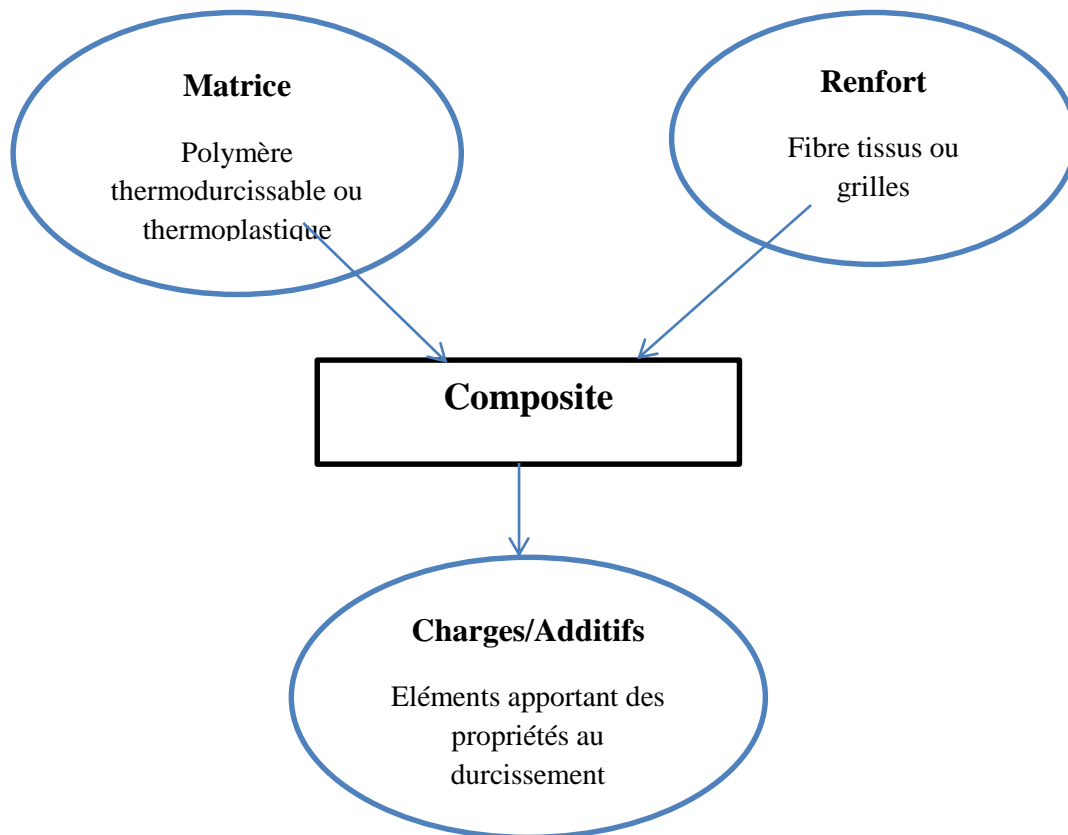 Matrice
Polymère
thermodurcissable ou
thermoplastique
Renfort
Fibre tissus ou
grilles
Composite
Charges/Additifs
Eléments apportant des
propriétés au
durcissement